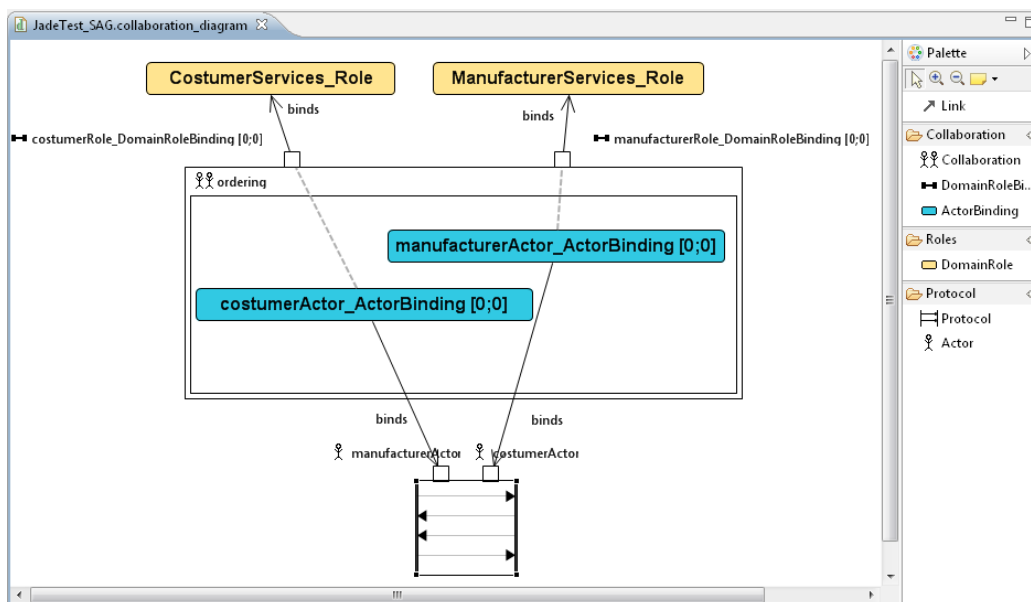 JadeTest_SAG.collaboration_diagram
CostumerServices_Role
ManufacturerServices_Role
binds
binds
costumerRole_DomainRoleBinding [0;0]
manufacturerRole_DomainRoleBinding [0;0]
ordering
manufacturerActor_ActorBinding [0;0]
costumerActor_ActorBinding [0;0]
binds
binds
manufacturerActor
costumerActor
Palette
Link
Collaboration
Collaboration
DomainRoleBi...
ActorBinding
Roles
DomainRole
Protocol
Protocol
Actor